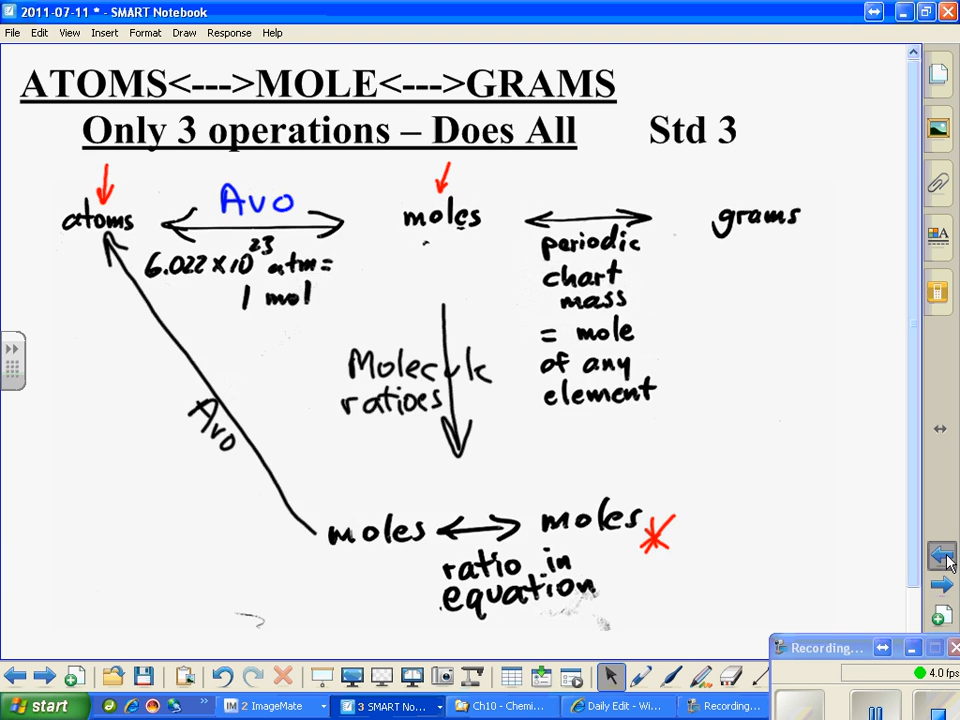 2011-07-11 * - SMART Notebook
File Edit View Insert Format Draw Response Help
ATOMS<--->MOLE<--->GRAMS
Only 3 operations – Does All Std 3
atoms Avo moles grams
6.022 x 10^23 atm =
1 mol
periodic
chart
mass
= mole
of any
element
Molecule
ratioes
Avo
moles moles
ratio in
equation
Recording...
4.0 fps
start
2 ImageMate
3 SMART No...
Ch10 - Chemi...
Daily Edit - Wi...
Recording...